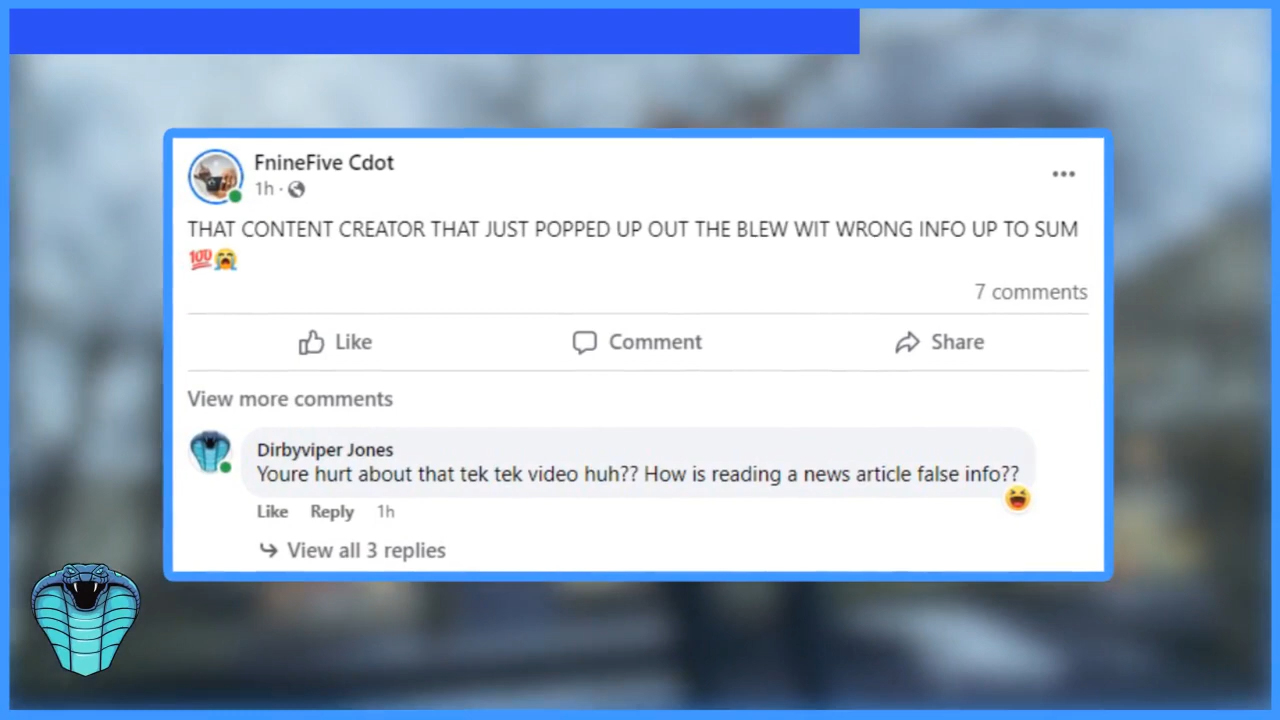 FnineFive Cdot
1h ·
THAT CONTENT CREATOR THAT JUST POPPED UP OUT THE BLEW WIT WRONG INFO UP TO SUM
💯😭
7 comments
Like Comment Share
View more comments
Dirbyviper Jones
Youre hurt about that tek tek video huh?? How is reading a news article false info??
Like Reply 1h
View all 3 replies